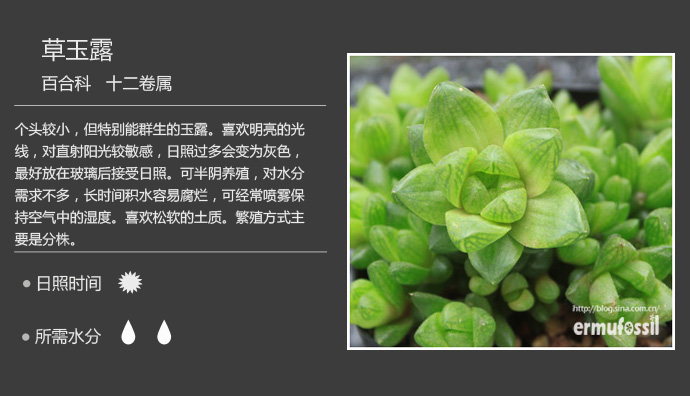 草玉露
百合科 十二卷属
个头较小，但特别能群生的玉露。喜欢明亮的光
线，对直射阳光较敏感，日照过多会变为灰色，
最好放在玻璃后接受日照。可半阴养殖，对水分
需求不多，长时间积水容易腐烂，可经常喷雾保
持空气中的湿度。喜欢松软的土质。繁殖方式主
要是分株。
日照时间
所需水分
http://blog.sina.com.cn/
ermufossil